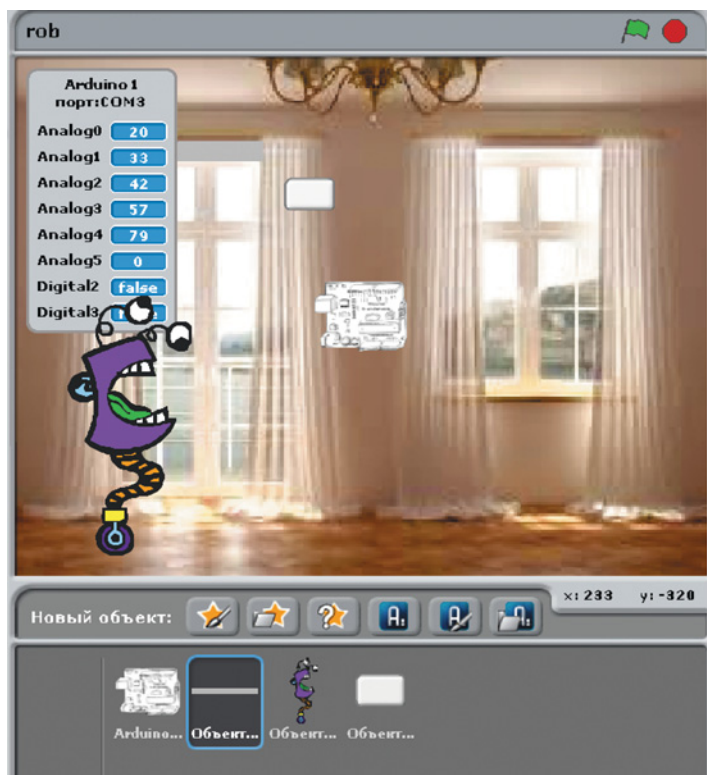 rob
Arduino 1
порт:COM3
Analog0 20
Analog1 33
Analog2 42
Analog3 57
Analog4 79
Analog5 0
Digital2 false
Digital3
x: 233 y: -320
Новый объект:
Arduino... Объект... Объект... Объект...